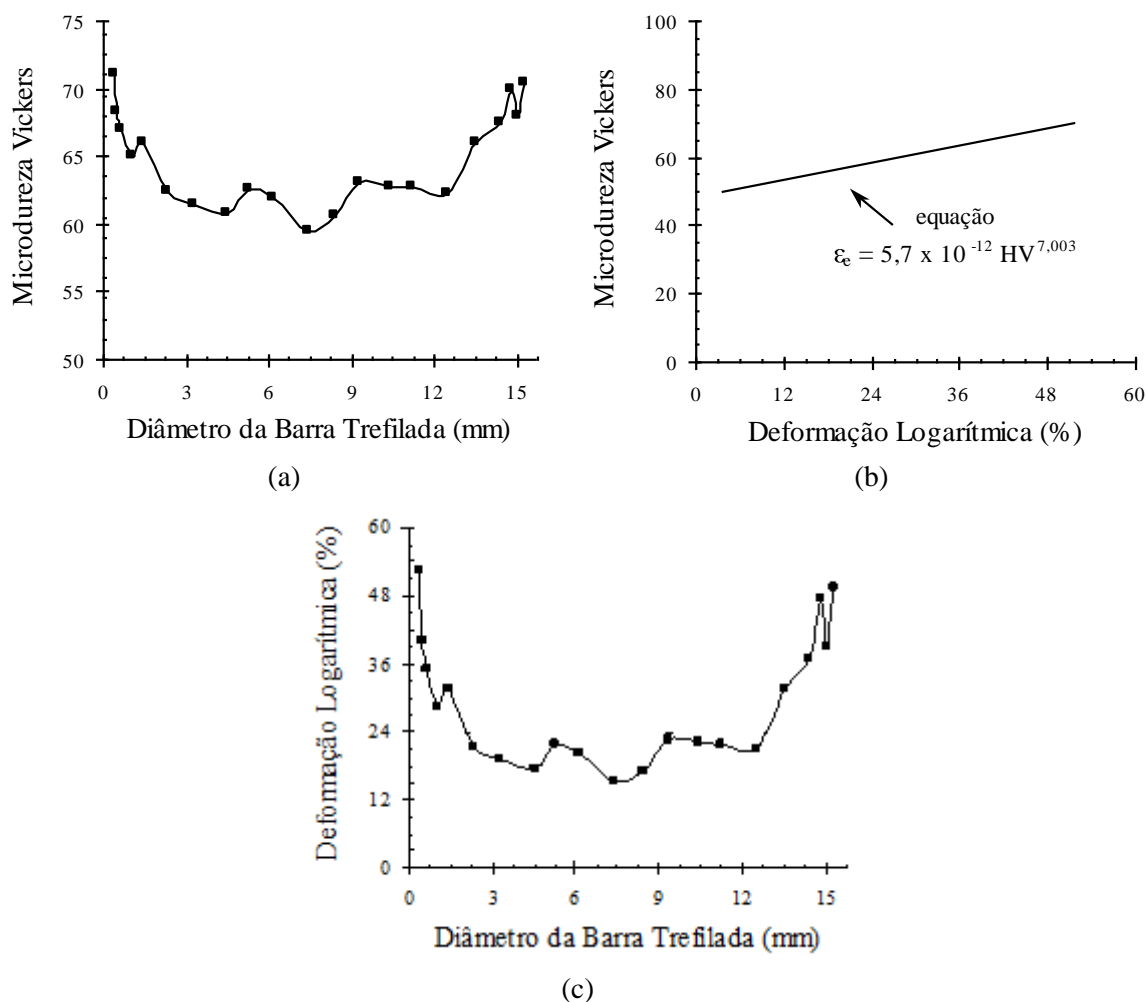 75
70
65
60
55
50
Microdureza Vickers
0 3 6 9 12 15
Diâmetro da Barra Trefilada (mm)
(a)
100
80
60
40
20
0
Microdureza Vickers
equação
εe = 5,7 x 10 -12 HV7,003
0 12 24 36 48 60
Deformação Logarítmica (%)
(b)
60
48
36
24
12
0
Deformação Logarítmica (%)
0 3 6 9 12 15
Diâmetro da Barra Trefilada (mm)
(c)